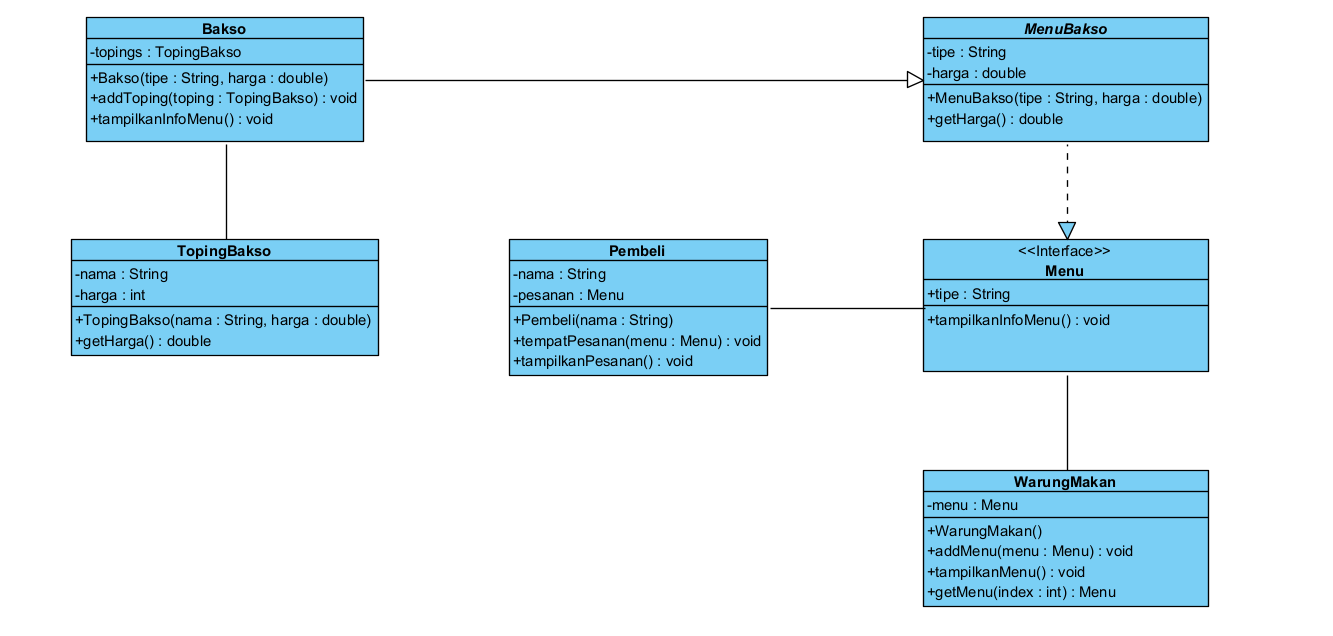 Bakso
-topings : TopingBakso
+Bakso(tipe : String, harga : double)
+addToping(toping : TopingBakso) : void
+tampilkanInfoMenu() : void
MenuBakso
-tipe : String
-harga : double
+MenuBakso(tipe : String, harga : double)
+getHarga() : double
TopingBakso
-nama : String
-harga : int
+TopingBakso(nama : String, harga : double)
+getHarga() : double
Pembeli
-nama : String
-pesanan : Menu
+Pembeli(nama : String)
+tempatPesanan(menu : Menu) : void
+tampilkanPesanan() : void
<<Interface>>
Menu
+tipe : String
+tampilkanInfoMenu() : void
WarungMakan
-menu : Menu
+WarungMakan()
+addMenu(menu : Menu) : void
+tampilkanMenu() : void
+getMenu(index : int) : Menu